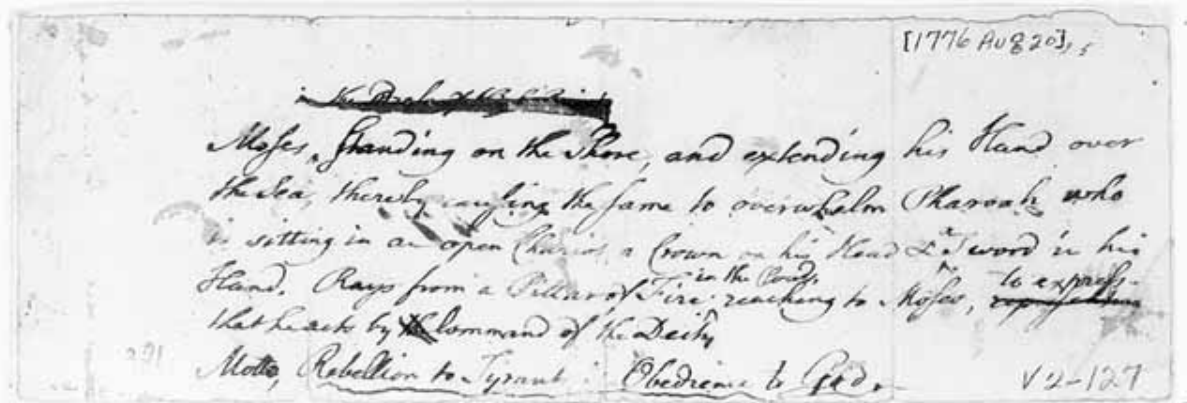 [1776 Aug 20]
Moses, standing on the Shore, and extending his Hand over
the Sea, thereby causing the same to overwhelm Pharoah who
is sitting in an open Chariot, a Crown on his Head & a Sword in his
in the Clouds to express
Hand. Rays from a Pillar of Fire reaching to Moses,
that he acts by Command of the Deity
Motto, Rebellion to Tyrants is Obedience to God.
V 2-127